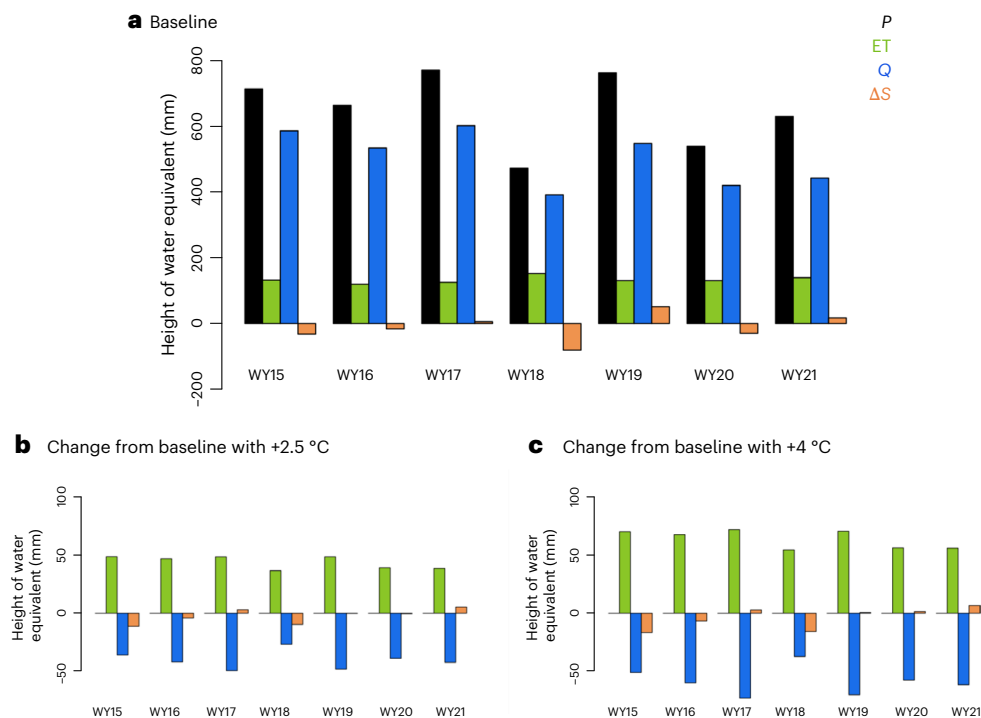 a Baseline
P
ET
Q
ΔS
Height of water equivalent (mm)
800
600
400
200
0
−200
WY15 WY16 WY17 WY18 WY19 WY20 WY21
b Change from baseline with +2.5 °C
Height of water
equivalent (mm)
100
50
0
−50
WY15 WY16 WY17 WY18 WY19 WY20 WY21
c Change from baseline with +4 °C
Height of water
equivalent (mm)
100
50
0
−50
WY15 WY16 WY17 WY18 WY19 WY20 WY21